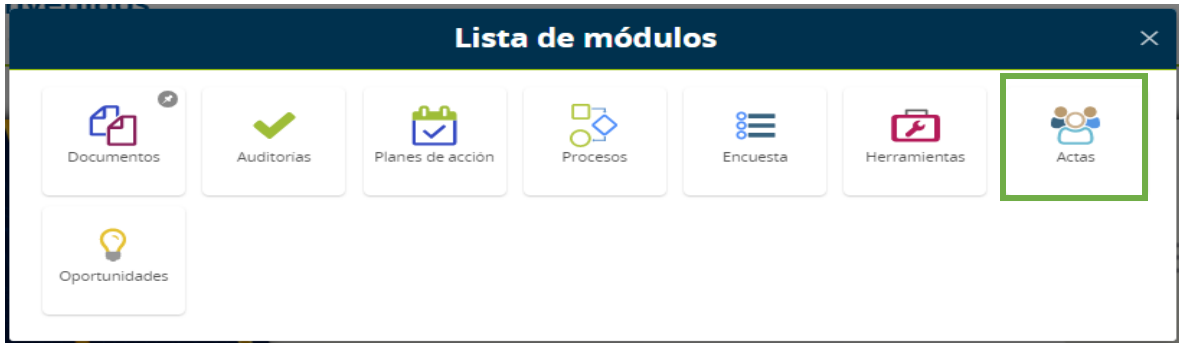 Lista de módulos
Documentos
Auditorias
Planes de acción
Procesos
Encuesta
Herramientas
Actas
Oportunidades